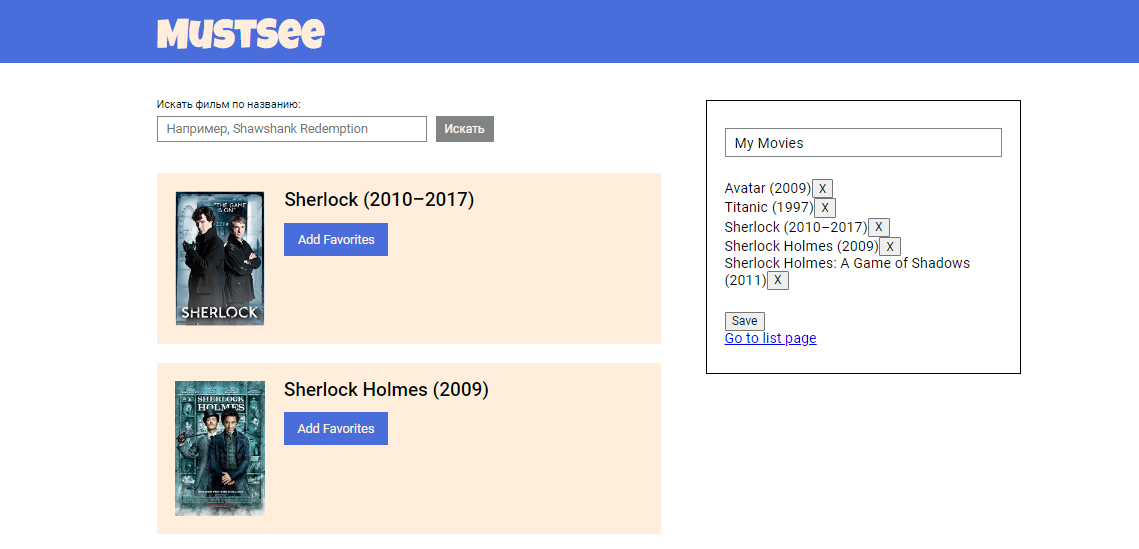 MUSTSEE
Искать фильм по названию:
Например, Shawshank Redemption
Искать
"THE GAME
IS ON"
SHERLOCK
Sherlock (2010–2017)
Add Favorites
SHERLOCK
HOLMES
Sherlock Holmes (2009)
Add Favorites
My Movies
Avatar (2009) X
Titanic (1997) X
Sherlock (2010–2017) X
Sherlock Holmes (2009) X
Sherlock Holmes: A Game of Shadows
(2011) X
Save
Go to list page